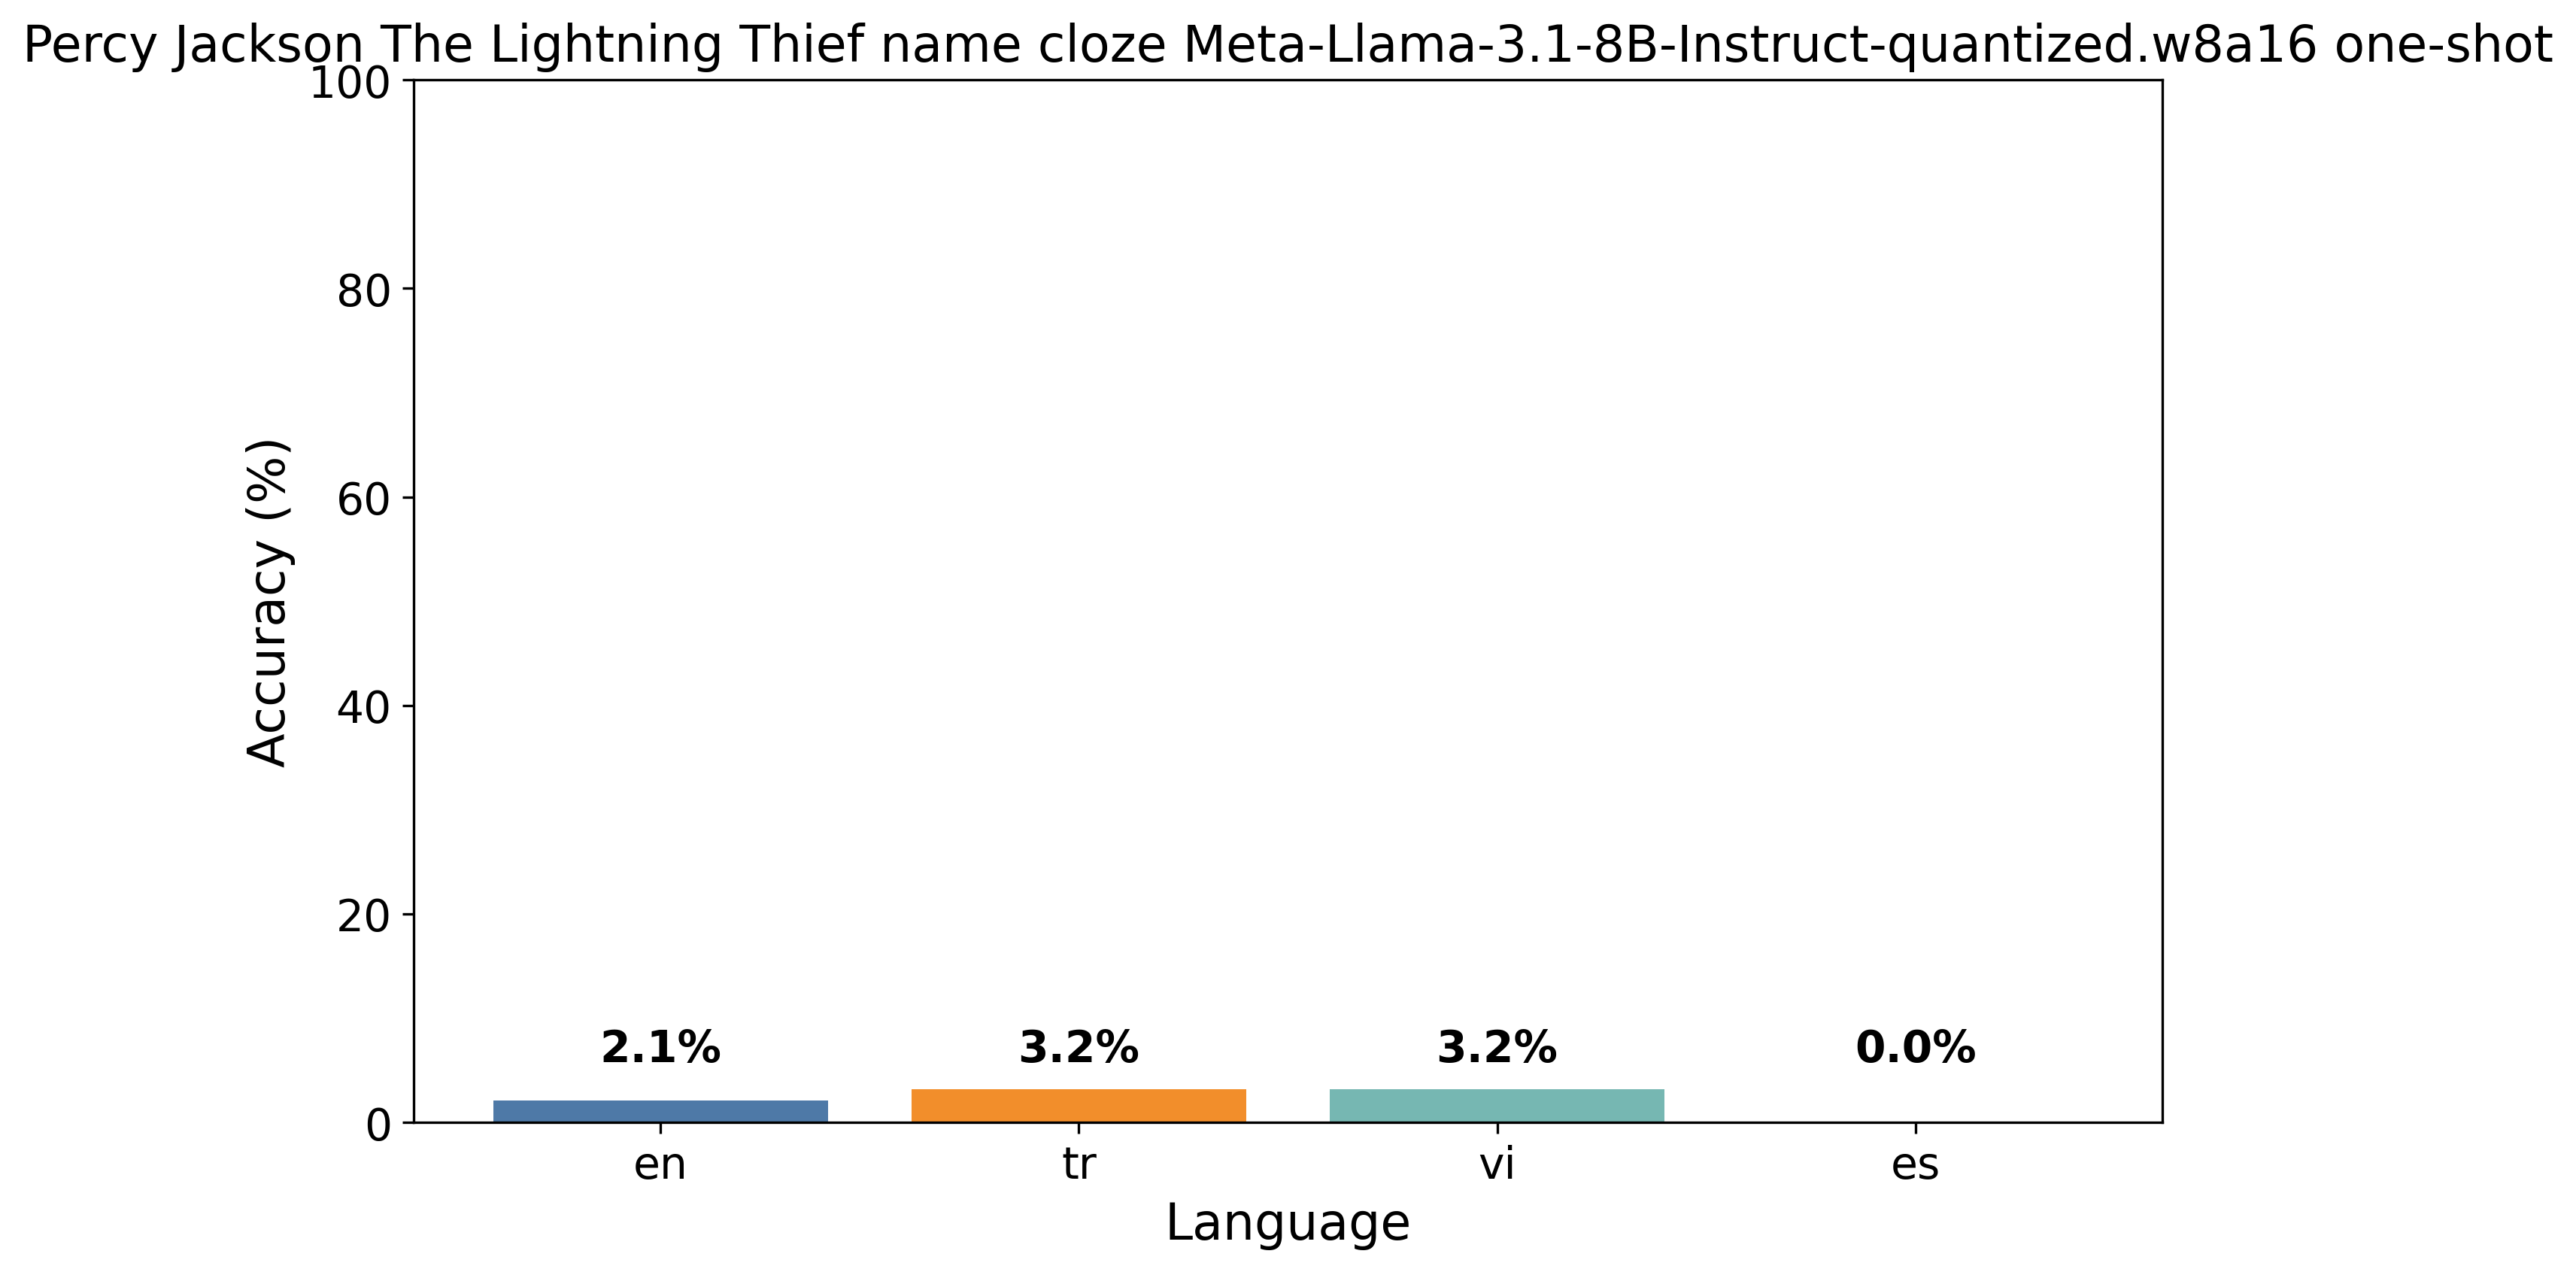 Percy Jackson The Lightning Thief name cloze Meta-Llama-3.1-8B-Instruct-quantized.w8a16 one-shot
100
80
60
40
20
0
Accuracy (%)
2.1%
3.2%
3.2%
0.0%
en
tr
vi
es
Language